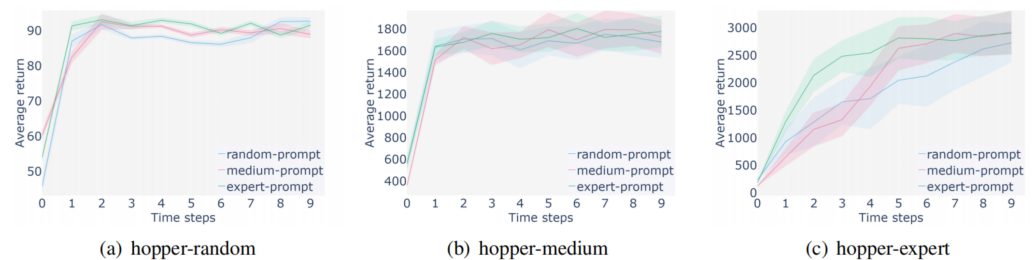 90
80
70
60
50
Average return
random-prompt
medium-prompt
expert-prompt
0 1 2 3 4 5 6 7 8 9
Time steps
(a) hopper-random
1800
1600
1400
1200
1000
800
600
400
Average return
random-prompt
medium-prompt
expert-prompt
0 1 2 3 4 5 6 7 8 9
Time steps
(b) hopper-medium
3000
2500
2000
1500
1000
500
0
Average return
random-prompt
medium-prompt
expert-prompt
0 1 2 3 4 5 6 7 8 9
Time steps
(c) hopper-expert